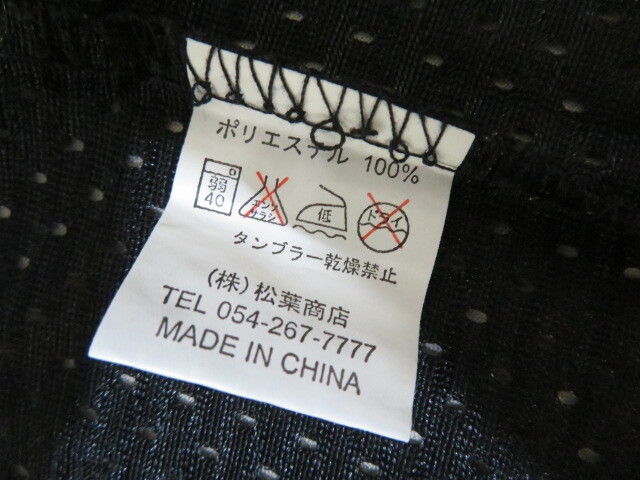 ポリエステル 100%
弱 エンソ 低 ドライ
40 サラシ
タンブラー乾燥禁止
(株)松葉商店
TEL 054-267-7777
MADE IN CHINA